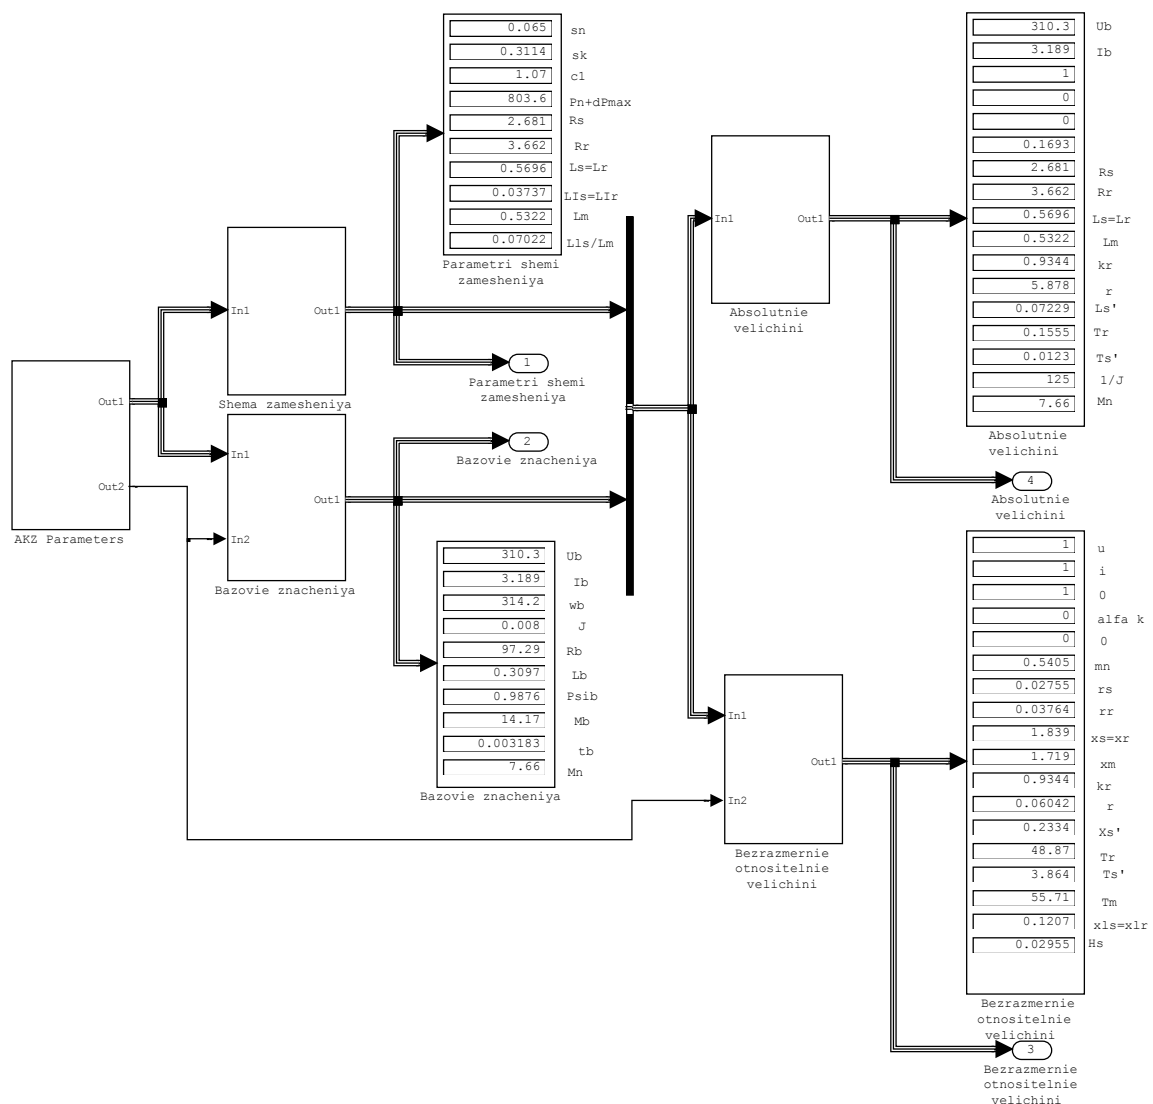 0.065 sn
0.3114 sk
1.07 cl
803.6 Pn+dPmax
2.681 Rs
3.662 Rr
0.5696 Ls=Lr
0.03737 LIs=LIr
0.5322 Lm
0.07022 Lls/Lm
Parametri shemi
zamesheniya
310.3 Ub
3.189 Ib
1
0
0
0.1693
2.681 Rs
3.662 Rr
0.5696 Ls=Lr
0.5322 Lm
0.9344 kr
5.878 r
0.07229 Ls'
0.1555 Tr
0.0123 Ts'
125 1/J
7.66 Mn
Absolutnie
velichini
In1 Out1
Absolutnie
velichini
In1 Out1
Shema zamesheniya
1
Parametri shemi
zamesheniya
Out1
Out2
AKZ Parameters
2
Bazovie znacheniya
In1
Out1
In2
Bazovie znacheniya
4
Absolutnie
velichini
310.3 Ub
3.189 Ib
314.2 wb
0.008 J
97.29 Rb
0.3097 Lb
0.9876 Psib
14.17 Mb
0.003183 tb
7.66 Mn
Bazovie znacheniya
1 u
1 i
1 0
0 alfa k
0 0
0.5405 mn
0.02755 rs
0.03764 rr
1.839 xs=xr
1.719 xm
0.9344 kr
0.06042 r
0.2334 Xs'
48.87 Tr
3.864 Ts'
55.71 Tm
0.1207 xls=xlr
0.02955 Hs
Bezrazmernie
otnositelnie
velichini
In1
Out1
In2
Bezrazmernie
otnositelnie
velichini
3
Bezrazmernie
otnositelnie
velichini